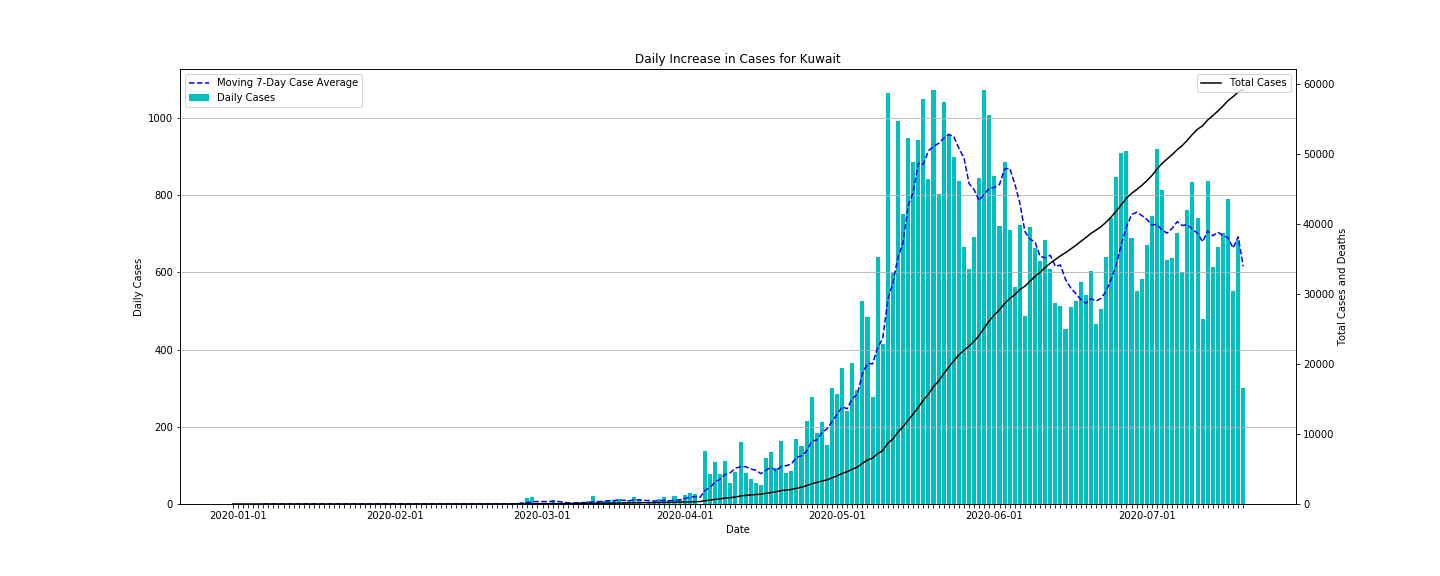 Daily Increase in Cases for Kuwait
Moving 7-Day Case Average
Daily Cases
Total Cases
1000
800
600
400
200
0
Daily Cases
60000
50000
40000
30000
20000
10000
0
Total Cases and Deaths
2020-01-01
2020-02-01
2020-03-01
2020-04-01
2020-05-01
2020-06-01
2020-07-01
Date